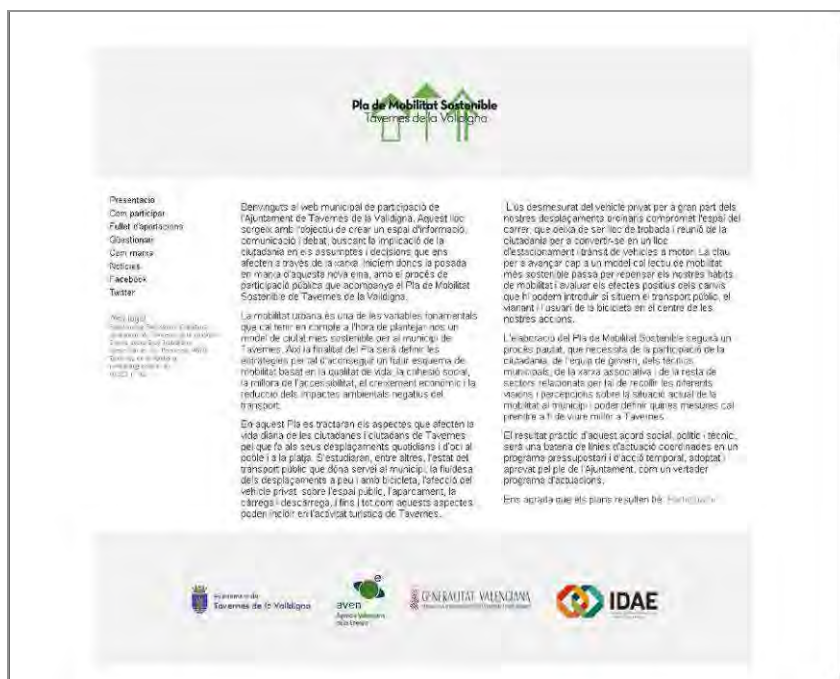 Pla de Mobilitat Sostenible
Tavernes de la Valldigna
Presentació
Com participar
Fullet d'aportacions
Qüestionari
Com marxa
Notícies
Facebook
Twitter
Benvinguts al web municipal de participació de
l'Ajuntament de Tavernes de la Valldigna. Aquest lloc
sorgeix amb l'objectiu de crear un espai d'informació,
comunicació i debat, buscant la implicació de la
ciutadania en els assumptes i decisions que ens
afecten a través de la xarxa. Iniciem doncs la posada
en marxa d'aquesta nova eina, amb el procés de
participació pública que acompanya el Pla de Mobilitat
Sostenible de Tavernes de la Valldigna.
La mobilitat urbana és una de les variables fonamentals
que cal tenir en compte a l'hora de plantejar-nos un
model de ciutat més sostenible per al municipi de
Tavernes. Així la finalitat del Pla serà definir les
estratègies per tal d'aconseguir un futur esquema de
mobilitat basat en la qualitat de vida, la cohesió social,
la millora de l'accessibilitat, el creixement econòmic i la
reducció dels impactes ambientals negatius del
transport.
En aquest Pla es tractaran els aspectes que afecten la
vida diària de les ciutadanes i ciutadans de Tavernes
pel que fa als seus desplaçaments quotidians i d'oci al
poble i a la platja. S'estudiaran, entre altres, l'estat del
transport públic que dóna servei al municipi, la fluïdesa
dels desplaçaments a peu i amb bicicleta, l'afecció del
vehicle privat sobre l'espai públic, l'aparcament, la
càrrega i descàrrega, i fins i tot com aquests aspectes
poden incidir en l'activitat turística de Tavernes.
L'ús desmesurat del vehicle privat per a gran part dels
nostres desplaçaments ordinaris compromet l'espai del
carrer, que deixa de ser lloc de trobada i reunió de la
ciutadania per a convertir-se en un lloc
d'estacionament i trànsit de vehicles a motor. La clau
per a avançar cap a un model col·lectiu de mobilitat
més sostenible passa per repensar els nostres hàbits
de mobilitat i avaluar els efectes positius dels canvis
que hi podem introduir si situem el transport públic, el
vianant i l'usuari de la bicicleta en el centre de les
nostres accions.
L'elaboració del Pla de Mobilitat Sostenible seguirà un
procés pautat, que necessita de la participació de la
ciutadania, de l'equip de govern, dels tècnics
municipals, de la xarxa associativa i de la resta de
sectors relacionats per tal de recollir les diferents
visions i percepcions sobre la situació actual de la
mobilitat al municipi i poder definir quines mesures cal
prendre a fi de viure millor a Tavernes.
El resultat pràctic d'aquest acord social, polític i tècnic,
serà una bateria de línies d'actuació coordinades en un
programa pressupostari i d'acció temporal, adoptat i
aprovat pel ple de l'Ajuntament, com un vertader
programa d'actuacions.
Ens agrada que els plans resulten bé.
Tavernes de la Valldigna
aven
GENERALITAT VALENCIANA
IDAE